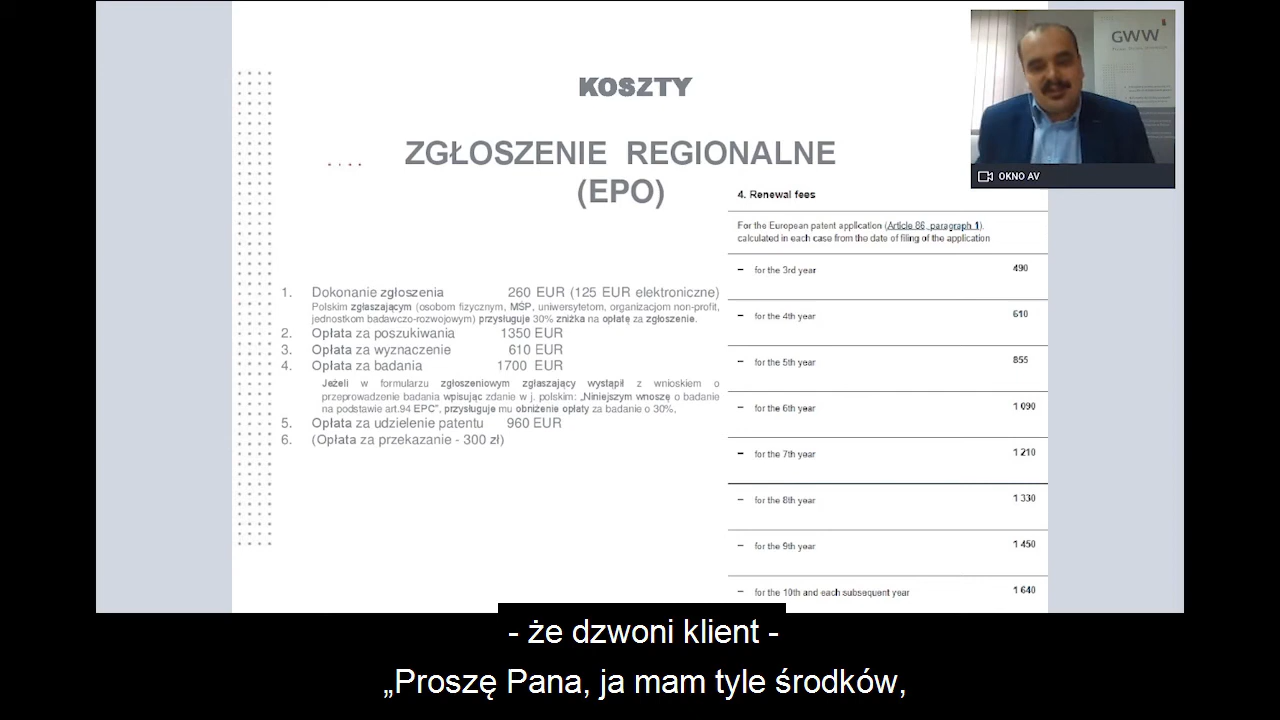 KOSZTY
ZGŁOSZENIE REGIONALNE
(EPO)
GWW
OKNO AV
1. Dokonanie zgłoszenia 260 EUR (125 EUR elektroniczne)
Polskim zgłaszającym (osobom fizycznym, MŚP, uniwersytetom, organizacjom non-profit,
jednostkom badawczo-rozwojowym) przysługuje 30% zniżka na opłatę za zgłoszenie.
2. Opłata za poszukiwania 1350 EUR
3. Opłata za wyznaczenie 610 EUR
4. Opłata za badania 1700 EUR
Jeżeli w formularzu zgłoszeniowym zgłaszający wystąpił z wnioskiem o
przeprowadzenie badania wpisując zdanie w j. polskim: „Niniejszym wnoszę o badanie
na podstawie art.94 EPC”, przysługuje mu obniżenie opłaty za badanie o 30%.
5. Opłata za udzielenie patentu 960 EUR
6. (Opłata za przekazanie - 300 zł)
4. Renewal fees
For the European patent application (Article 86, paragraph 1),
calculated in each case from the date of filing of the application
– for the 3rd year 490
– for the 4th year 610
– for the 5th year 855
– for the 6th year 1 090
– for the 7th year 1 210
– for the 8th year 1 330
– for the 9th year 1 450
– for the 10th and each subsequent year 1 640
- że dzwoni klient -
„Proszę Pana, ja mam tyle środków,